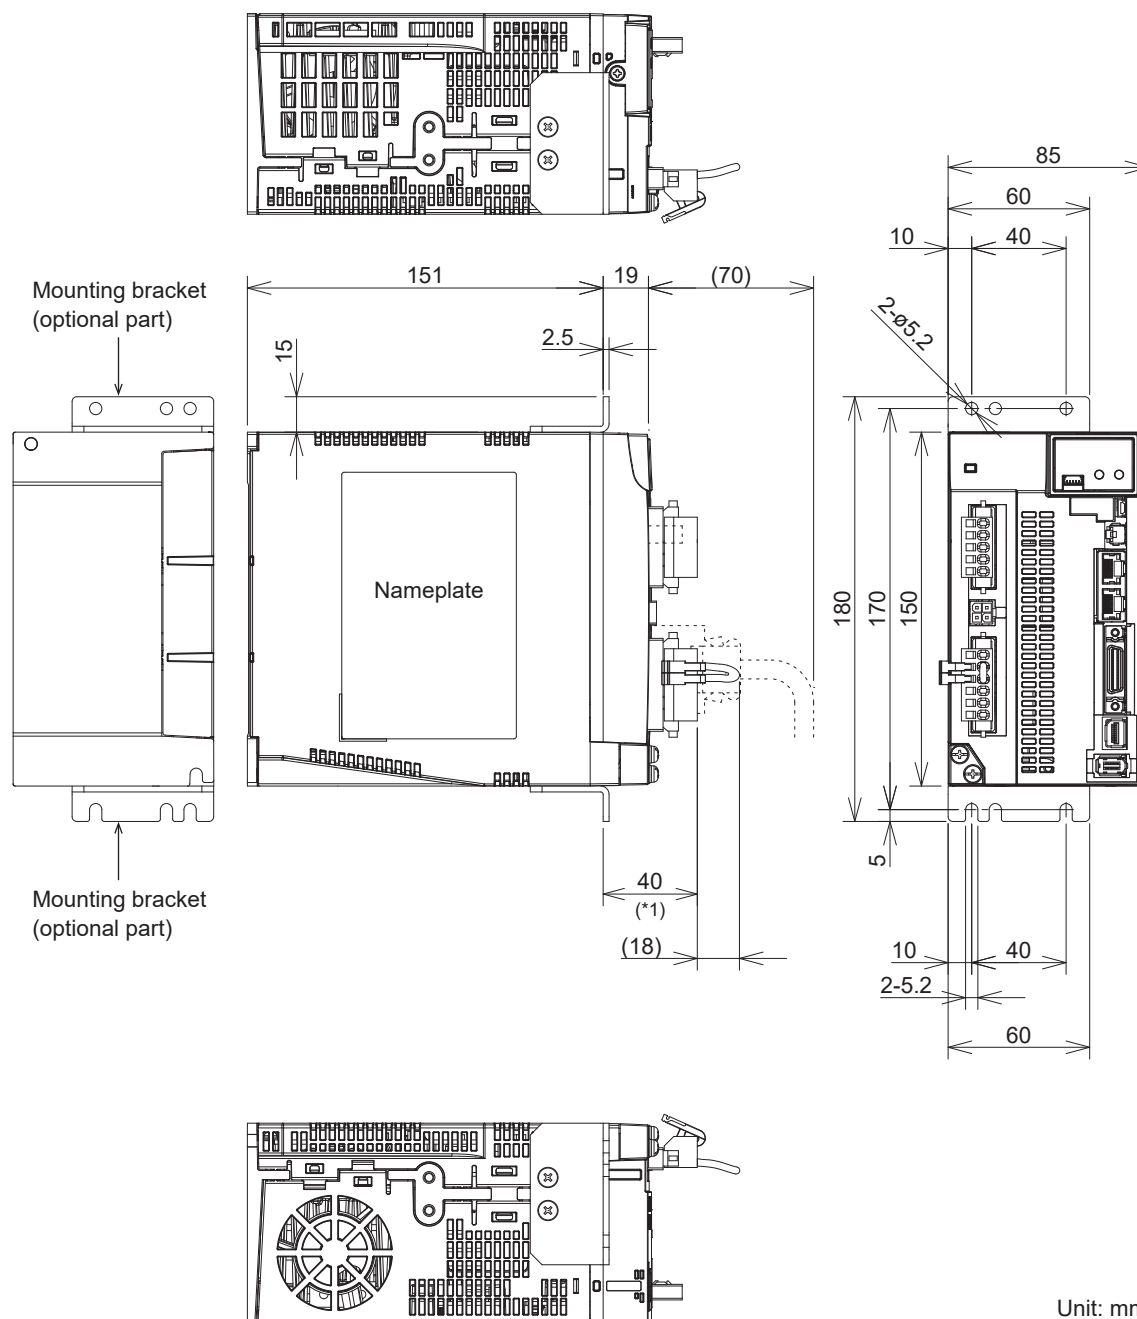 85
60
10
40
Mounting bracket
(optional part)
151
19
(70)
2-ø5.2
15
2.5
Nameplate
180
170
150
5
Mounting bracket
(optional part)
40
(*1)
(18)
10
40
2-5.2
60
Unit: mm